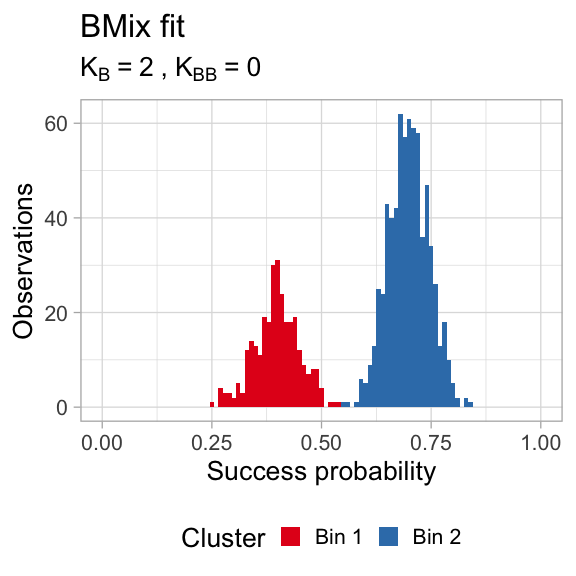 BMix fit
K_B = 2 , K_BB = 0
Observations
60
40
20
0
0.00 0.25 0.50 0.75 1.00
Success probability
Cluster Bin 1 Bin 2